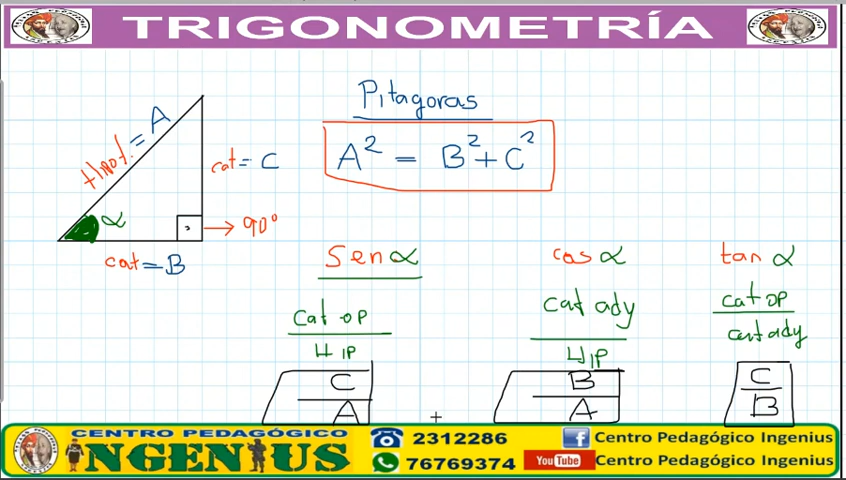 TRIGONOMETRÍA
Pitagoras
A² = B² + C²
Hipot. = A
cat = C
α
90°
cat = B
Sen α
cat op
Hip
C
A
cos α
cat ady
Hip
B
A
tan α
cat op
cat ady
C
B
CENTRO PEDAGÓGICO
INGENIUS
2312286
76769374
Centro Pedagógico Ingenius
YouTube Centro Pedagógico Ingenius